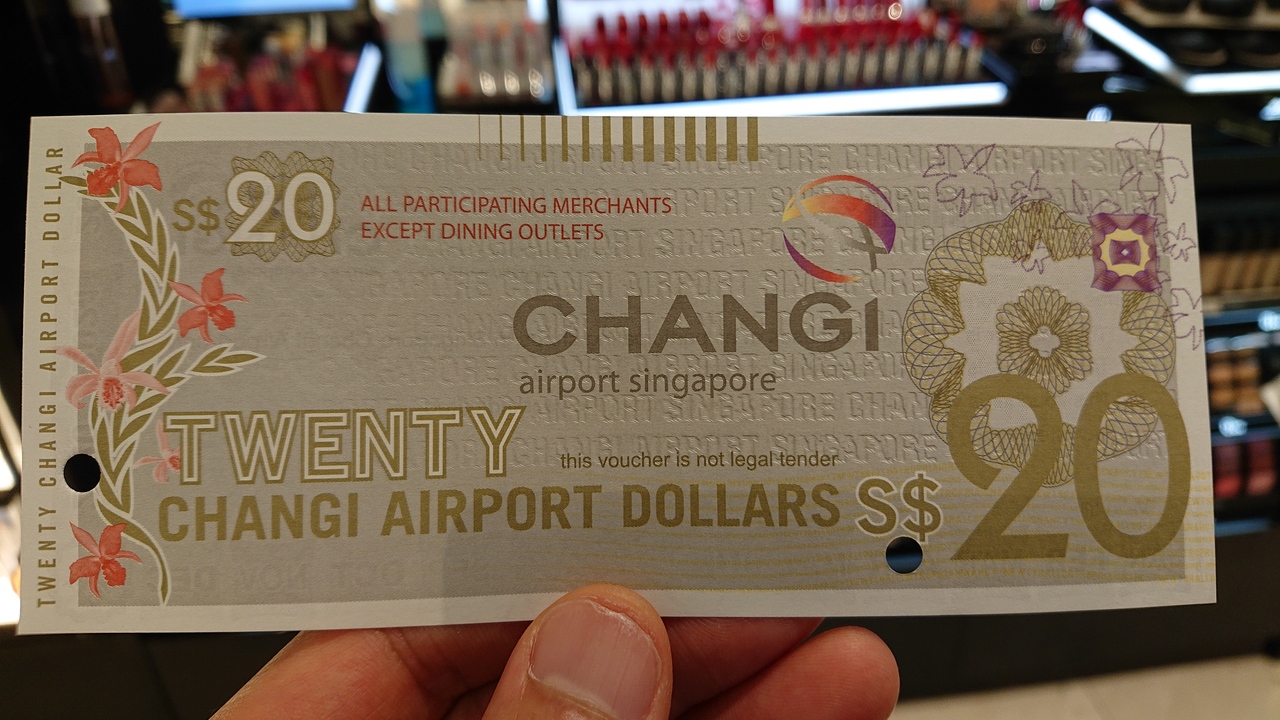 TWENTY CHANGI AIRPORT DOLLAR
S$20
ALL PARTICIPATING MERCHANTS
EXCEPT DINING OUTLETS
CHANGI
airport singapore
TWENTY
this voucher is not legal tender
CHANGI AIRPORT DOLLARS S$20